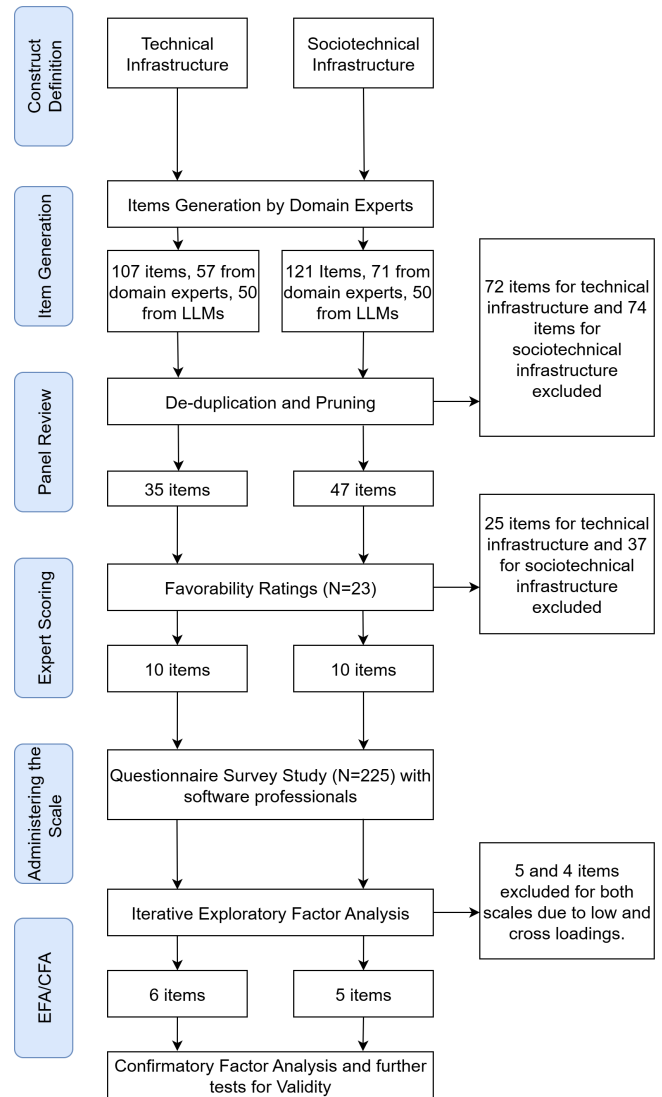 Construct
Definition
Technical
Infrastructure
Sociotechnical
Infrastructure
Item Generation
Items Generation by Domain Experts
107 items, 57 from
domain experts, 50
from LLMs
121 Items, 71 from
domain experts, 50
from LLMs
72 items for technical
infrastructure and 74
items for
sociotechnical
infrastructure
excluded
Panel Review
De-duplication and Pruning
35 items
47 items
25 items for technical
infrastructure and 37
for sociotechnical
infrastructure
excluded
Expert Scoring
Favorability Ratings (N=23)
10 items
10 items
Administering the
Scale
Questionnaire Survey Study (N=225) with
software professionals
5 and 4 items
excluded for both
scales due to low and
cross loadings.
EFA/CFA
Iterative Exploratory Factor Analysis
6 items
5 items
Confirmatory Factor Analysis and further
tests for Validity